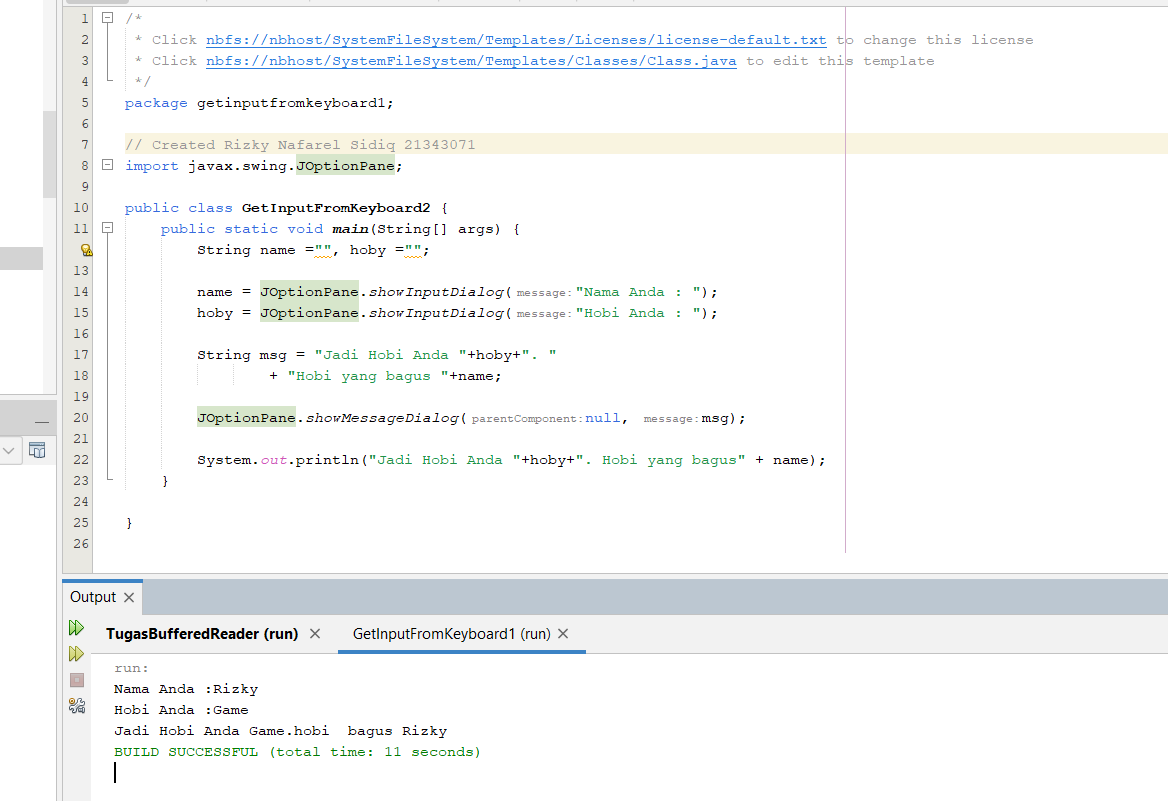 1 /*
2 * Click nbfs://nbhost/SystemFileSystem/Templates/Licenses/license-default.txt to change this license
3 * Click nbfs://nbhost/SystemFileSystem/Templates/Classes/Class.java to edit this template
4 */
5 package getinputfromkeyboard1;
6
7 // Created Rizky Nafarel Sidiq 21343071
8 import javax.swing.JOptionPane;
9
10 public class GetInputFromKeyboard2 {
11 public static void main(String[] args) {
String name ="", hoby ="";
13
14 name = JOptionPane.showInputDialog( message: "Nama Anda : ");
15 hoby = JOptionPane.showInputDialog( message: "Hobi Anda : ");
16
17 String msg = "Jadi Hobi Anda "+hoby+". "
18 + "Hobi yang bagus "+name;
19
20 JOptionPane.showMessageDialog( parentComponent: null, message: msg);
21
22 System.out.println("Jadi Hobi Anda "+hoby+". Hobi yang bagus" + name);
23 }
24
25 }
26
Output
TugasBufferedReader (run) GetInputFromKeyboard1 (run)
run:
Nama Anda :Rizky
Hobi Anda :Game
Jadi Hobi Anda Game.hobi  bagus Rizky
BUILD SUCCESSFUL (total time: 11 seconds)